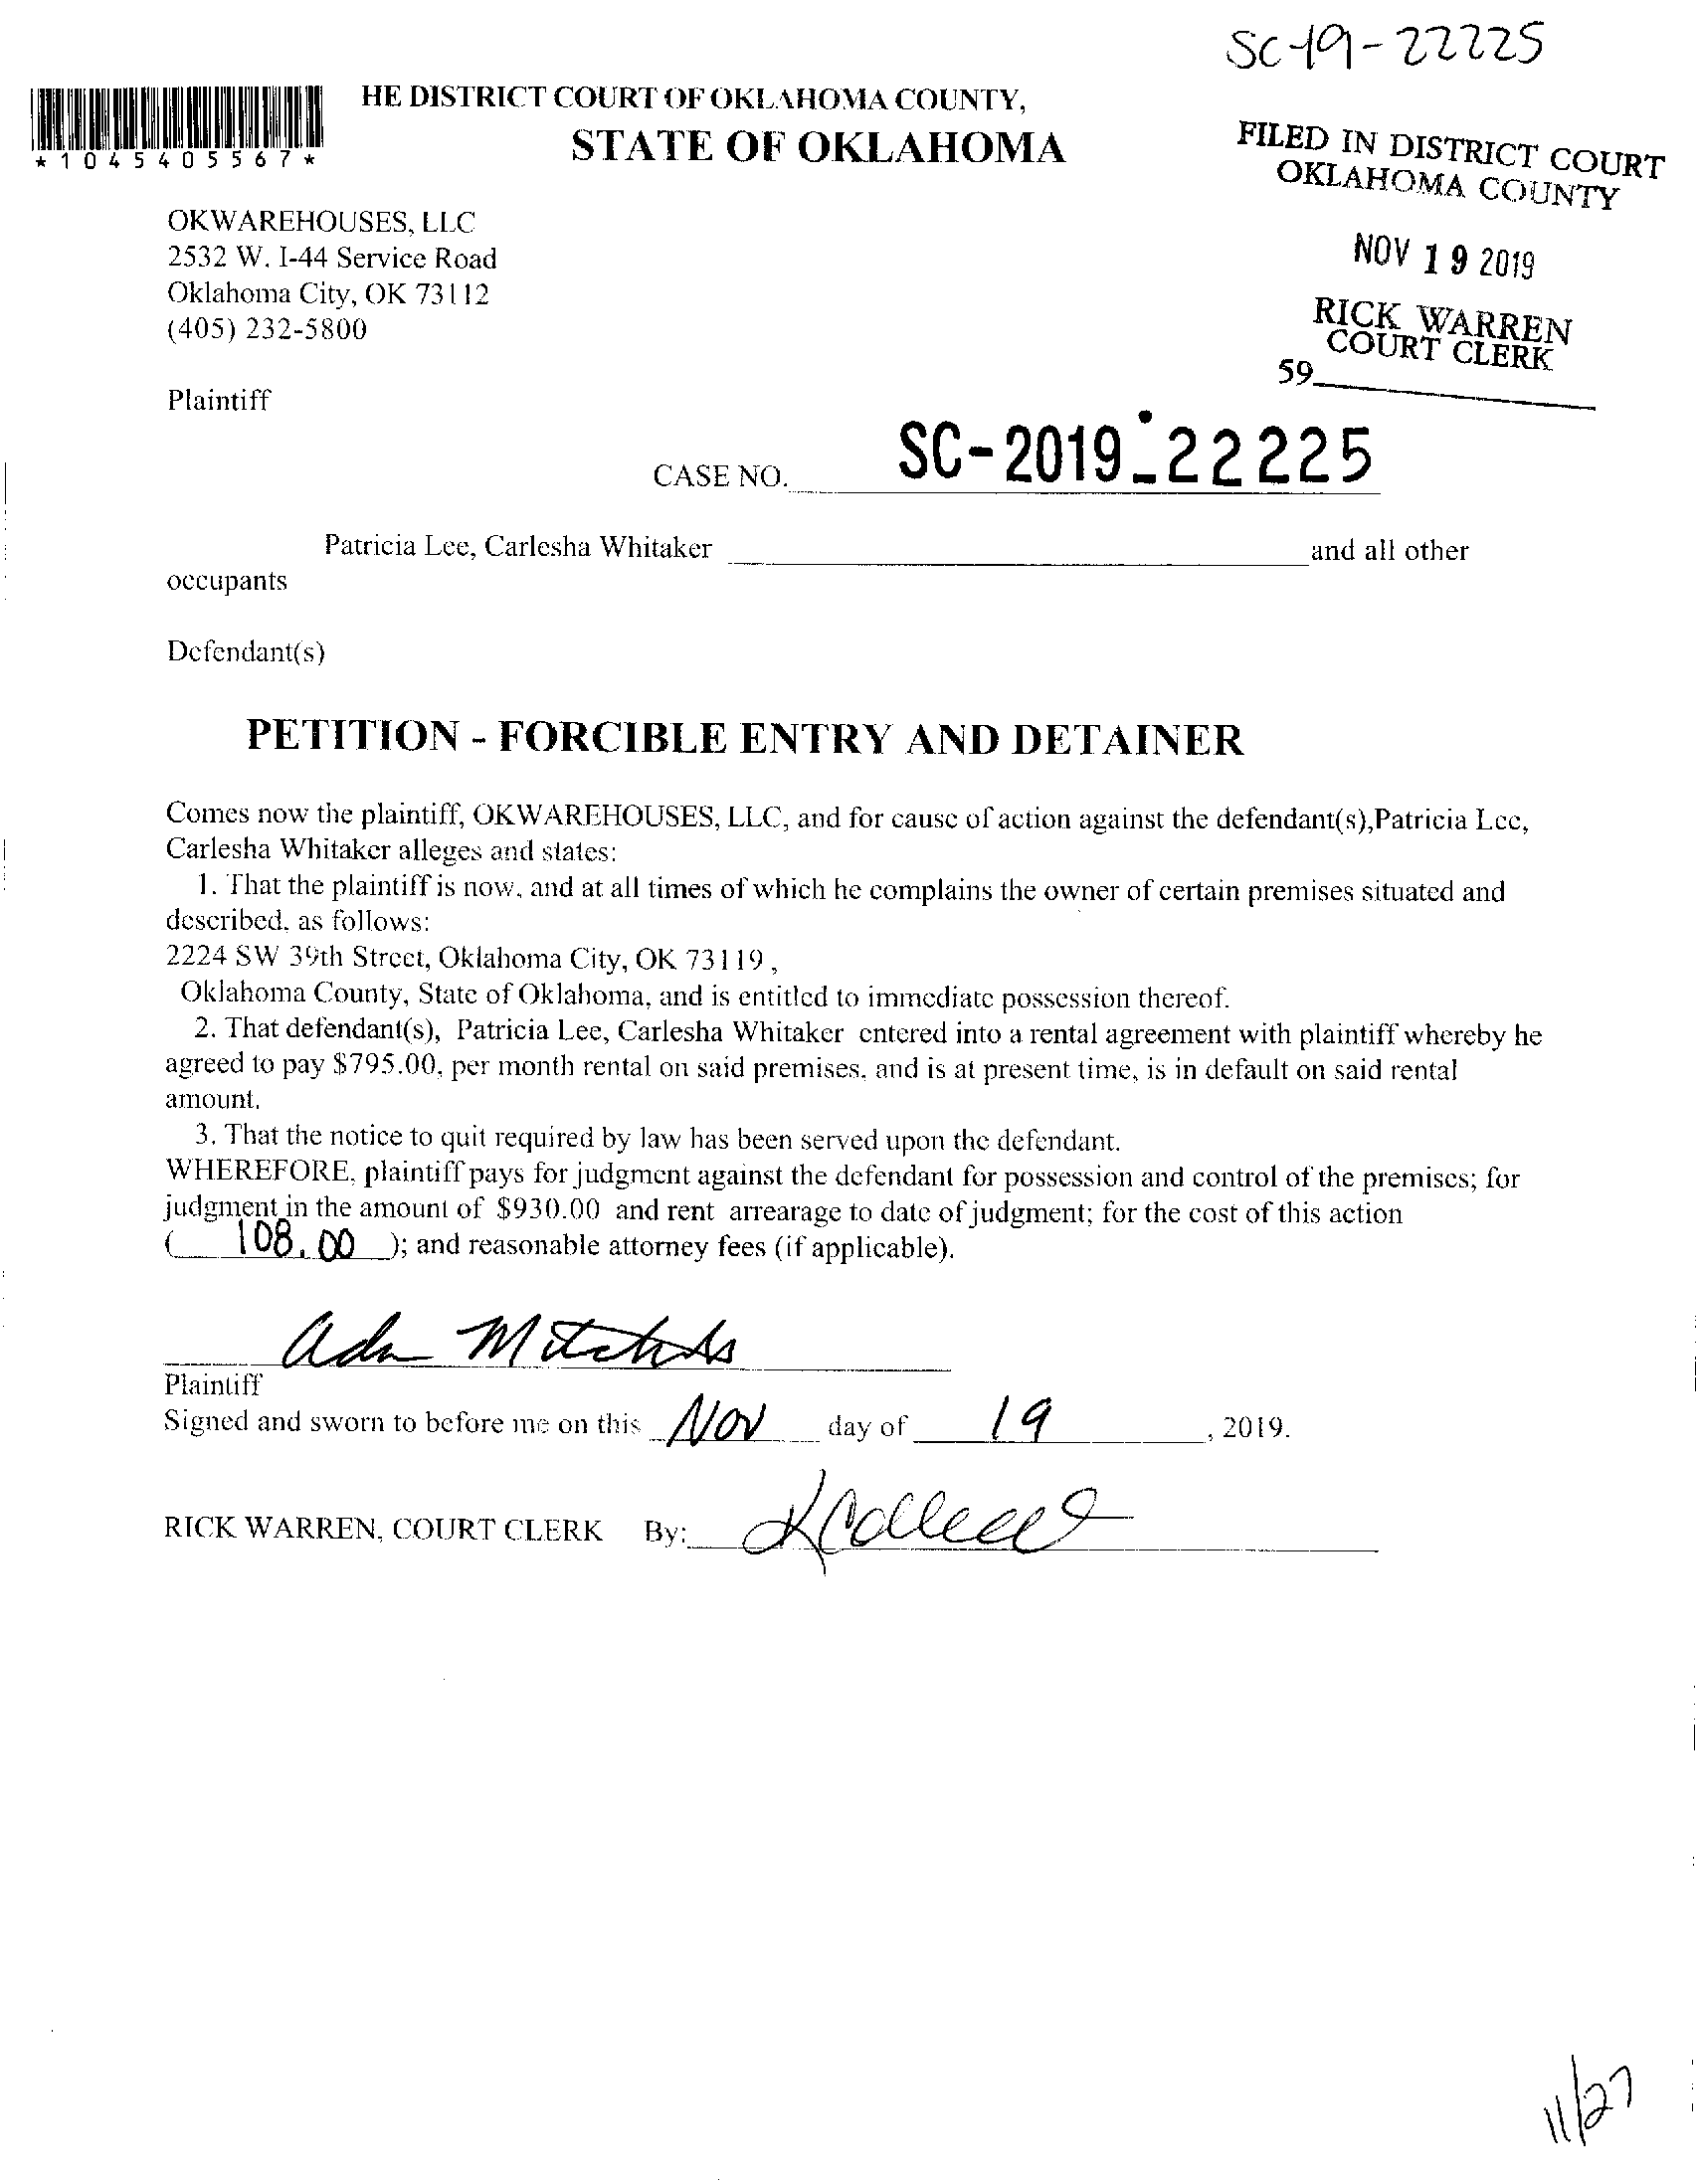 SC-19-22225
HE DISTRICT COURT OF OKLAHOMA COUNTY,
STATE OF OKLAHOMA
*1045405567*
FILED IN DISTRICT COURT
OKLAHOMA COUNTY
NOV 19 2019
RICK WARREN
COURT CLERK
59
OKWAREHOUSES, LLC
2532 W. I-44 Service Road
Oklahoma City, OK 73112
(405) 232-5800
Plaintiff
CASE NO. SC-2019-22225
Patricia Lee, Carlesha Whitaker and all other
occupants
Defendant(s)
PETITION - FORCIBLE ENTRY AND DETAINER
Comes now the plaintiff, OKWAREHOUSES, LLC, and for cause of action against the defendant(s),Patricia Lee,
Carlesha Whitaker alleges and states:
1. That the plaintiff is now, and at all times of which he complains the owner of certain premises situated and
described, as follows:
2224 SW 39th Street, Oklahoma City, OK 73119 ,
Oklahoma County, State of Oklahoma, and is entitled to immediate possession thereof.
2. That defendant(s), Patricia Lee, Carlesha Whitaker entered into a rental agreement with plaintiff whereby he
agreed to pay $795.00, per month rental on said premises, and is at present time, is in default on said rental
amount.
3. That the notice to quit required by law has been served upon the defendant.
WHEREFORE, plaintiff pays for judgment against the defendant for possession and control of the premises; for
judgment in the amount of $930.00 and rent arrearage to date of judgment; for the cost of this action
( 108.00 ); and reasonable attorney fees (if applicable).
Plaintiff
Signed and sworn to before me on this Nov day of 19 , 2019.
RICK WARREN, COURT CLERK By:
11/27